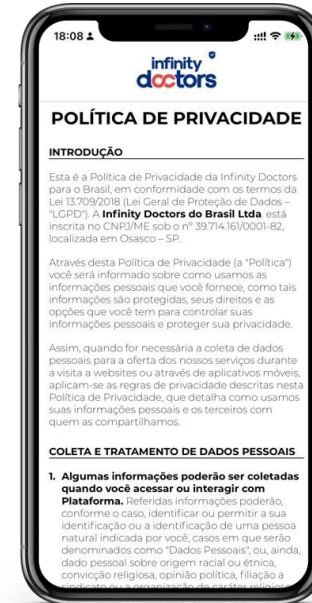 18:08
infinity
doctors
POLÍTICA DE PRIVACIDADE
INTRODUÇÃO
Esta é a Política de Privacidade da Infinity Doctors
para o Brasil, em conformidade com os termos da
Lei 13.709/2018 (Lei Geral de Proteção de Dados –
"LGPD"). A Infinity Doctors do Brasil Ltda. está
inscrita no CNPJ/ME sob o nº 39.714.161/0001-82,
localizada em Osasco – SP.
Através desta Política de Privacidade (a "Política")
você será informado sobre como usamos as
informações pessoais que você fornece, como tais
informações são protegidas, seus direitos e as
opções que você tem para controlar suas
informações pessoais e proteger sua privacidade.
Assim, quando for necessária a coleta de dados
pessoais para a oferta dos nossos serviços durante
a visita a websites ou através de aplicativos móveis,
aplicam-se as regras de privacidade descritas nesta
Política de Privacidade, que detalha como usamos
suas informações pessoais e os terceiros com
quem as compartilhamos.
COLETA E TRATAMENTO DE DADOS PESSOAIS
1. Algumas informações poderão ser coletadas
quando você acessar ou interagir com
Plataforma. Referidas informações poderão,
conforme o caso, identificar ou permitir a sua
identificação ou a identificação de uma pessoa
natural indicada por você, casos em que serão
denominados como "Dados Pessoais", ou, ainda,
dado pessoal sobre origem racial ou étnica,
convicção religiosa, opinião política, filiação a
sindicato ou a organização de caráter religioso